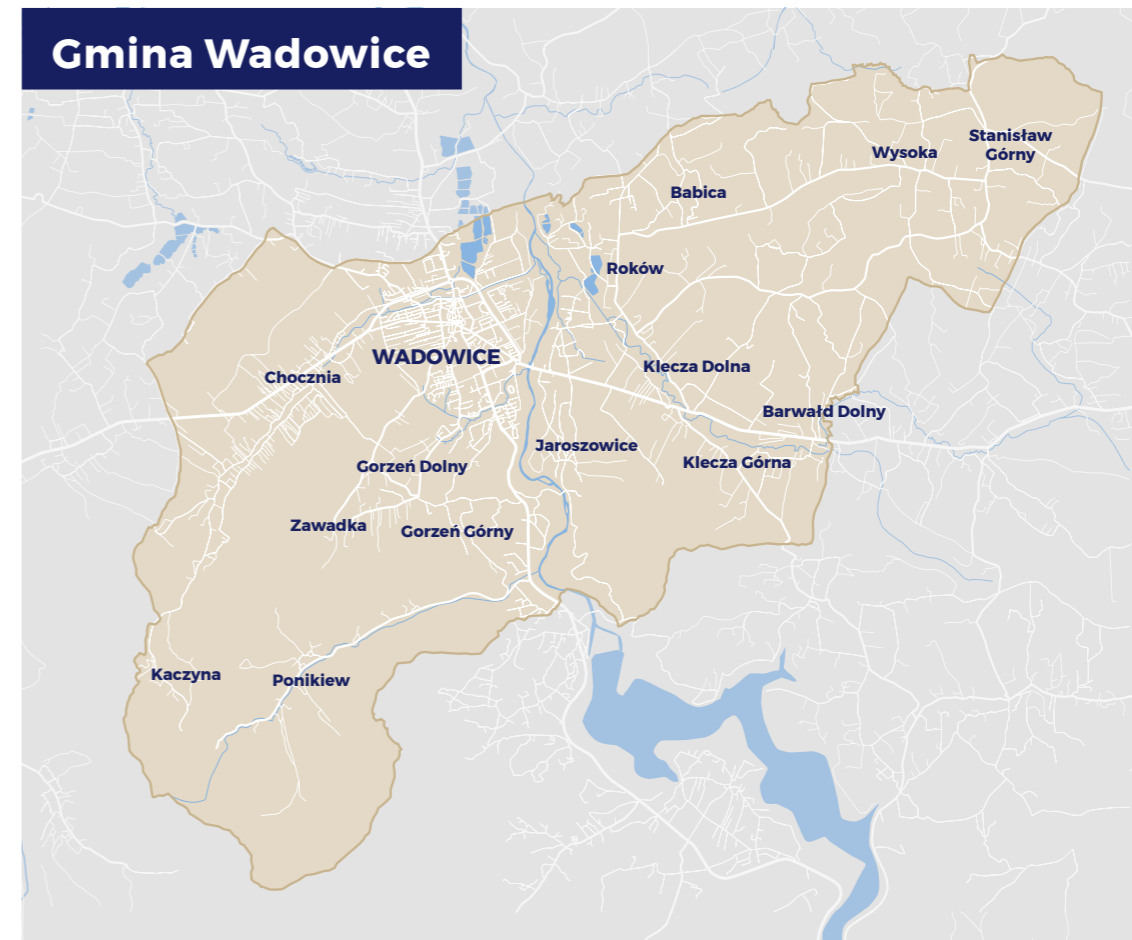 Gmina Wadowice
Stanisław
Górny
Wysoka
Babica
Roków
WADOWICE
Klecza Dolna
Chocznia
Barwałd Dolny
Jaroszowice
Klecza Górna
Gorzeń Dolny
Zawadka
Gorzeń Górny
Kaczyna
Ponikiew